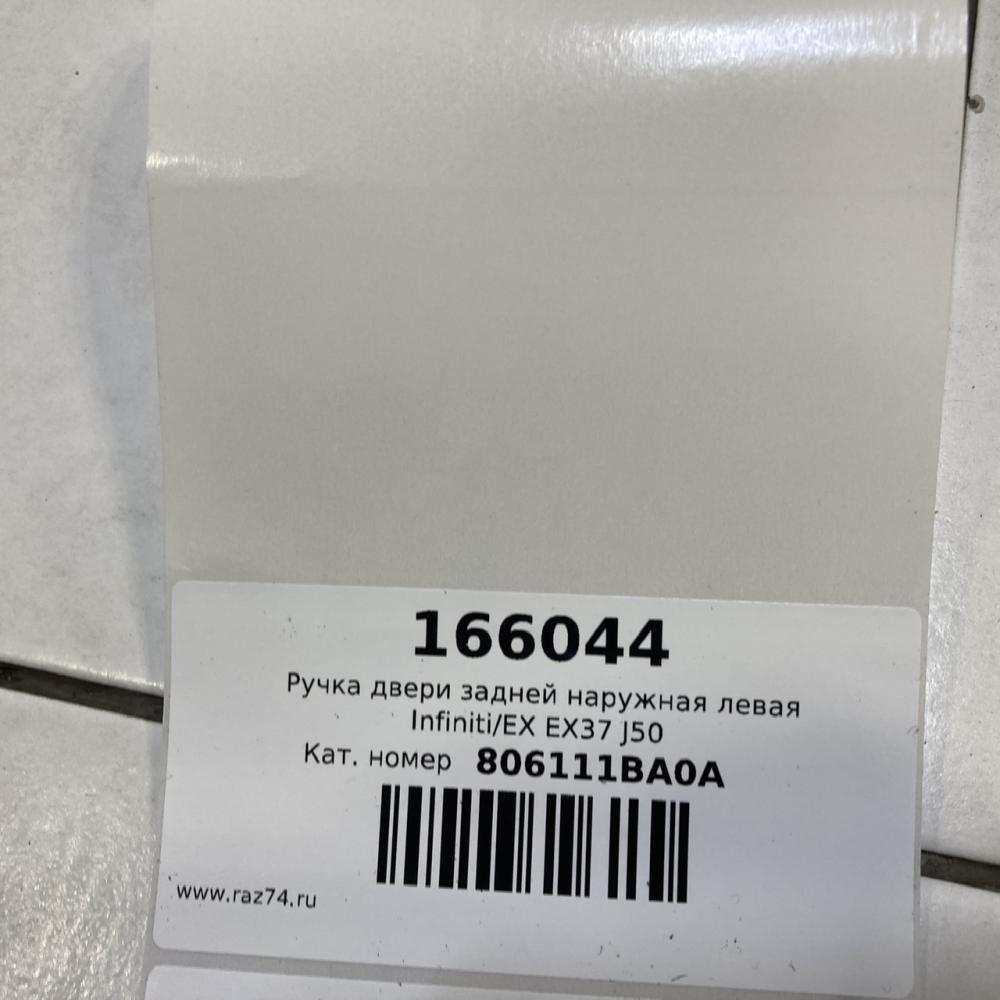 166044
Ручка двери задней наружная левая
Infiniti/EX EX37 J50
Кат. номер 806111BA0A
www.raz74.ru